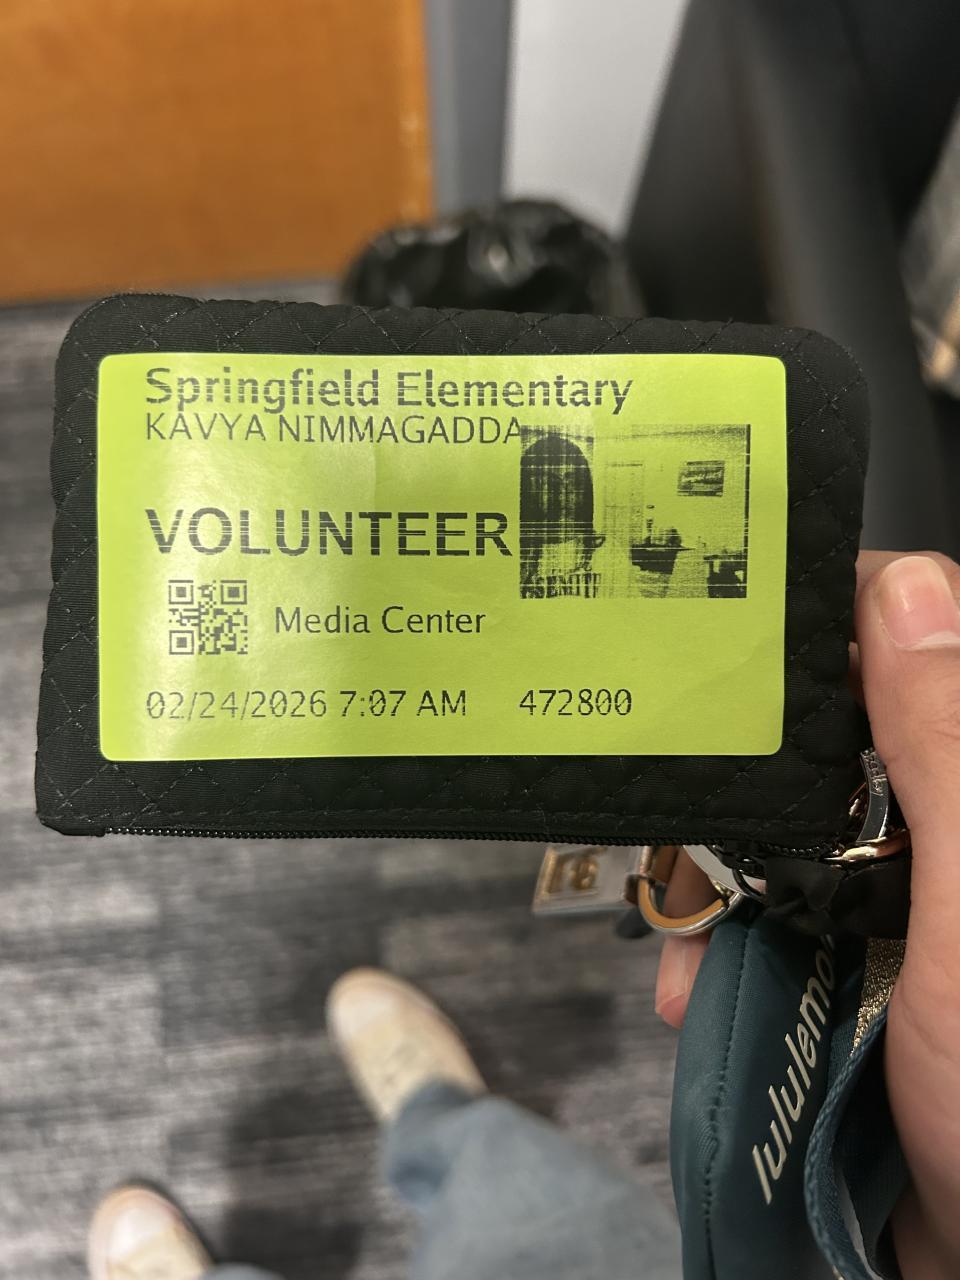 Springfield Elementary
KAVYA NIMMAGADDA
VOLUNTEER
Media Center
02/24/2026 7:07 AM 472800
lululemon